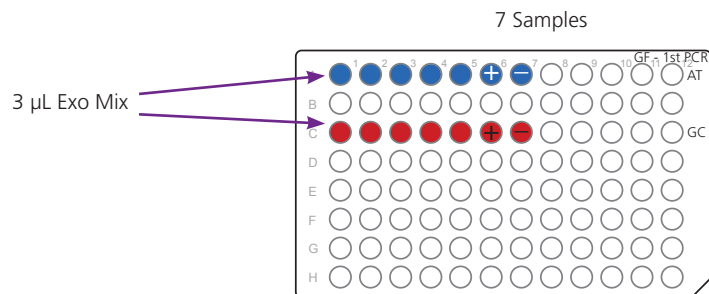 7 Samples
GF - 1st PCR
1 2 3 4 5 6 7 8 9 10 11 12
+ − AT
3 µL Exo Mix
B
C + − GC
D
E
F
G
H